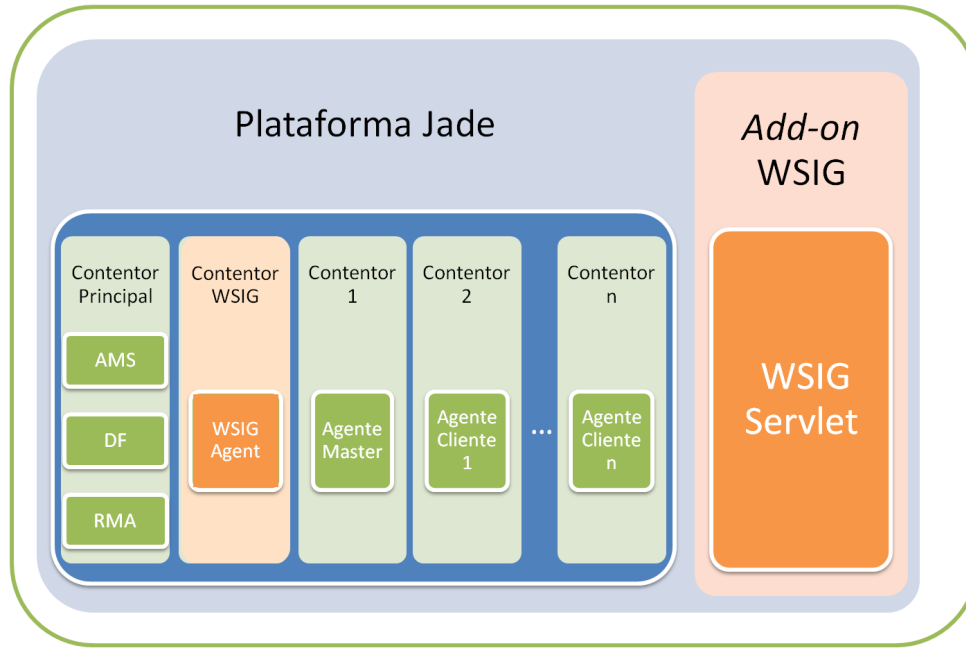 Plataforma Jade
Add-on
WSIG
Contentor
Principal
AMS
DF
RMA
Contentor
WSIG
WSIG
Agent
Contentor
1
Agente
Master
Contentor
2
Agente
Cliente
1
...
Contentor
n
Agente
Cliente
n
WSIG
Servlet